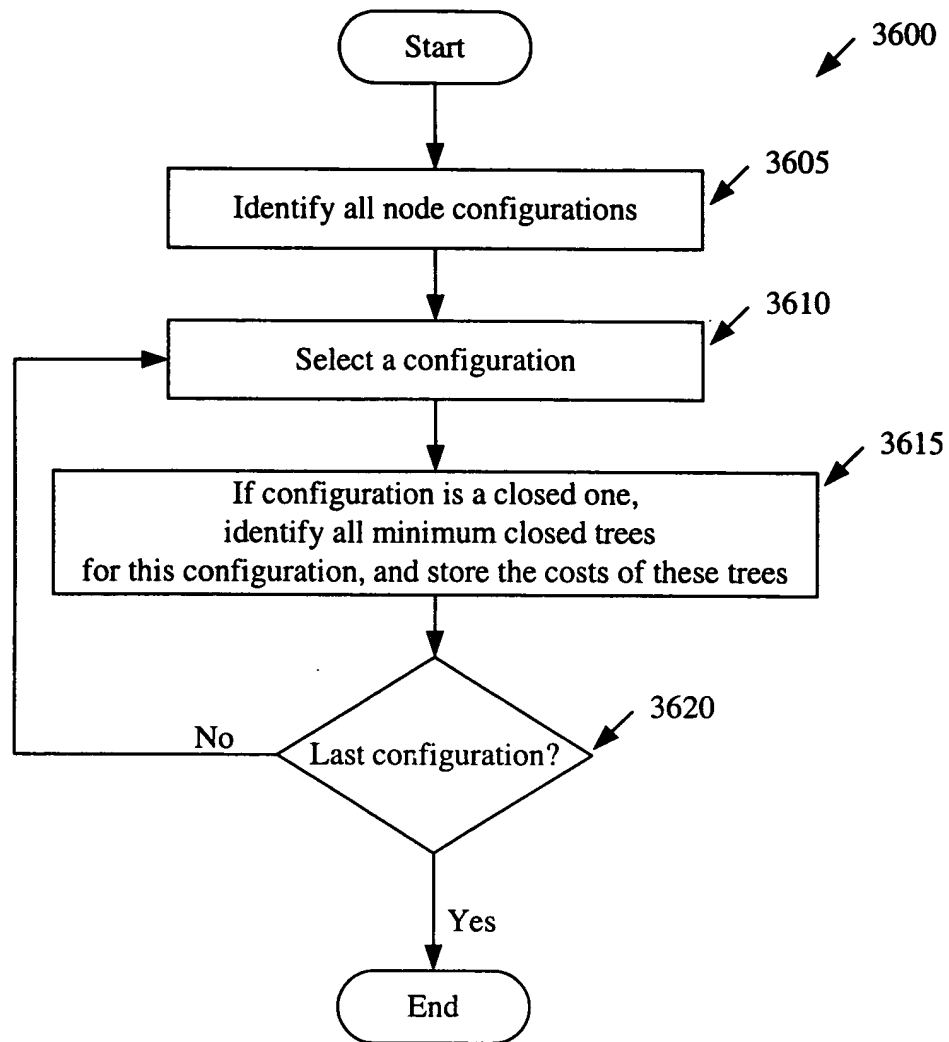 Start
3600
3605
Identify all node configurations
3610
Select a configuration
3615
If configuration is a closed one,
identify all minimum closed trees
for this configuration, and store the costs of these trees
3620
No
Last configuration?
Yes
End